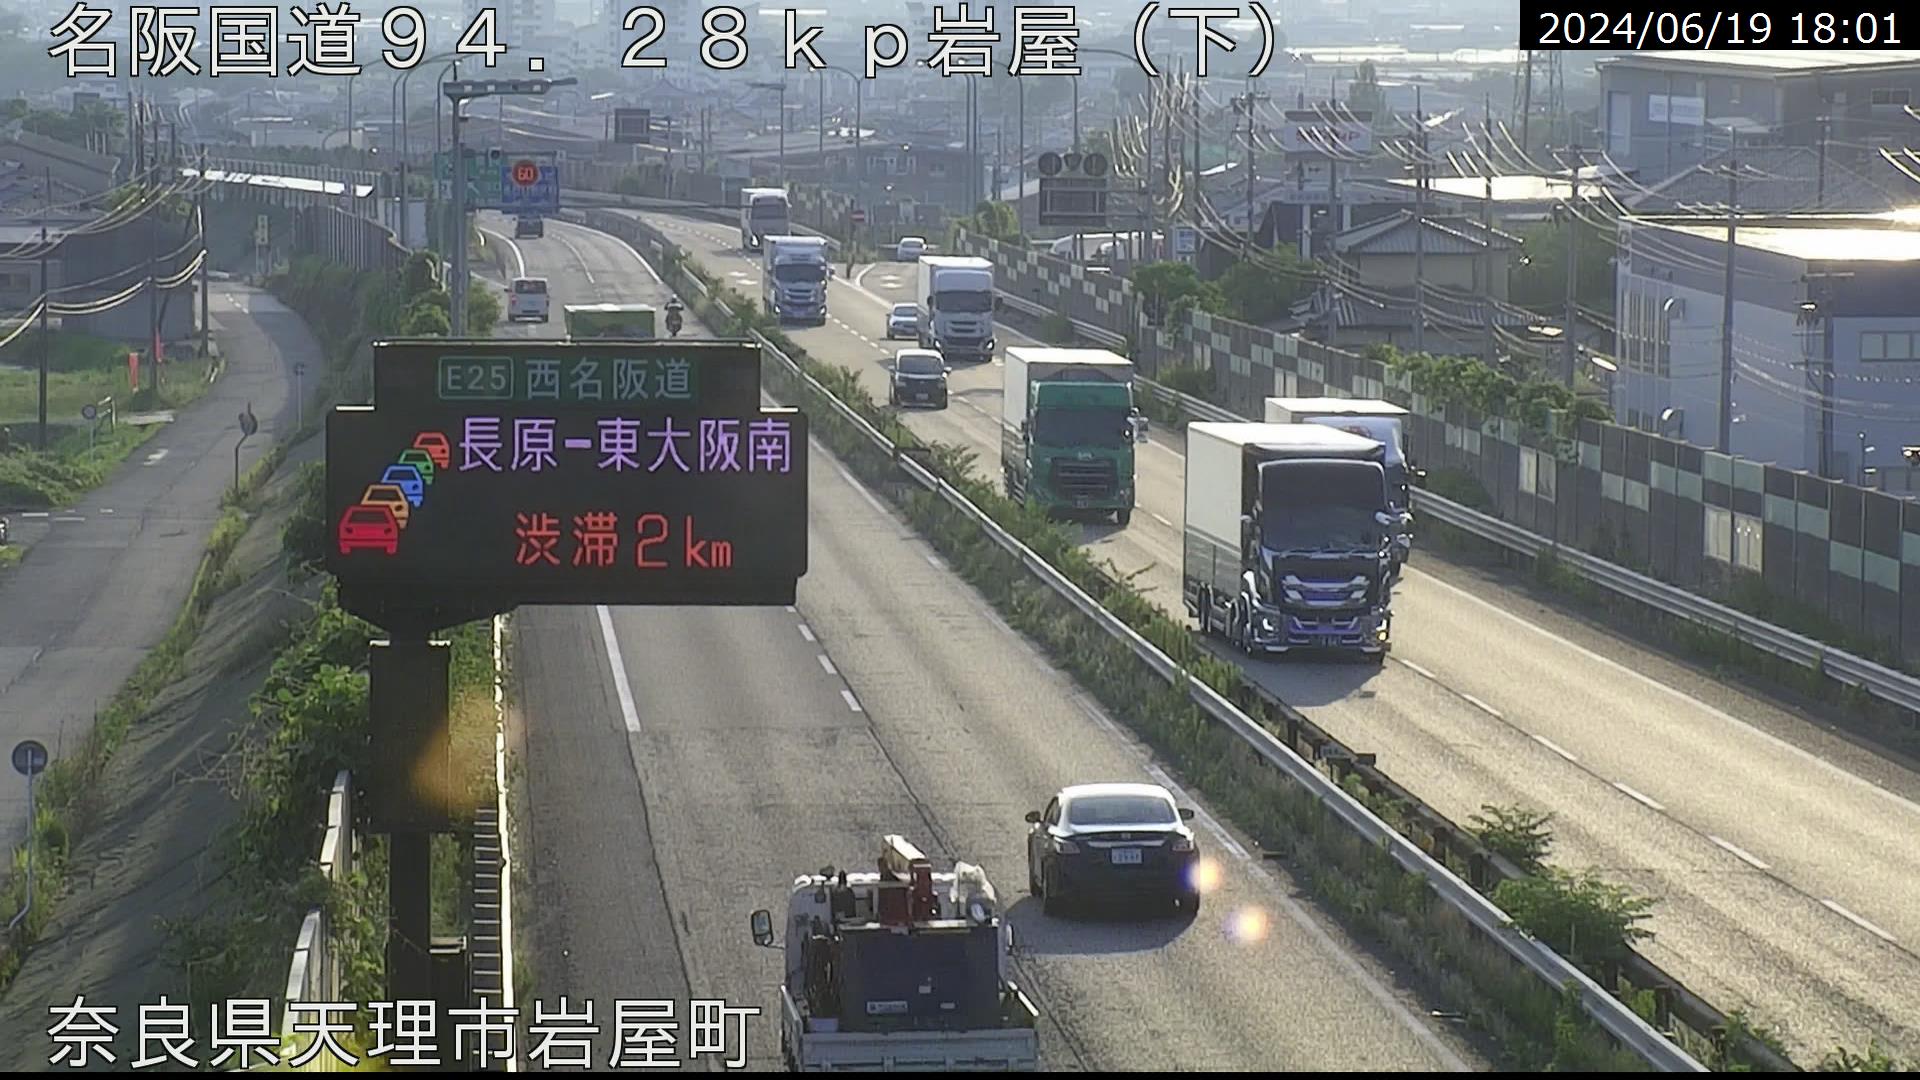 名阪国道94.28kp岩屋(下)
2024/06/19 18:01
60
E25 西名阪道
長原-東大阪南
渋滞2km
奈良県天理市岩屋町